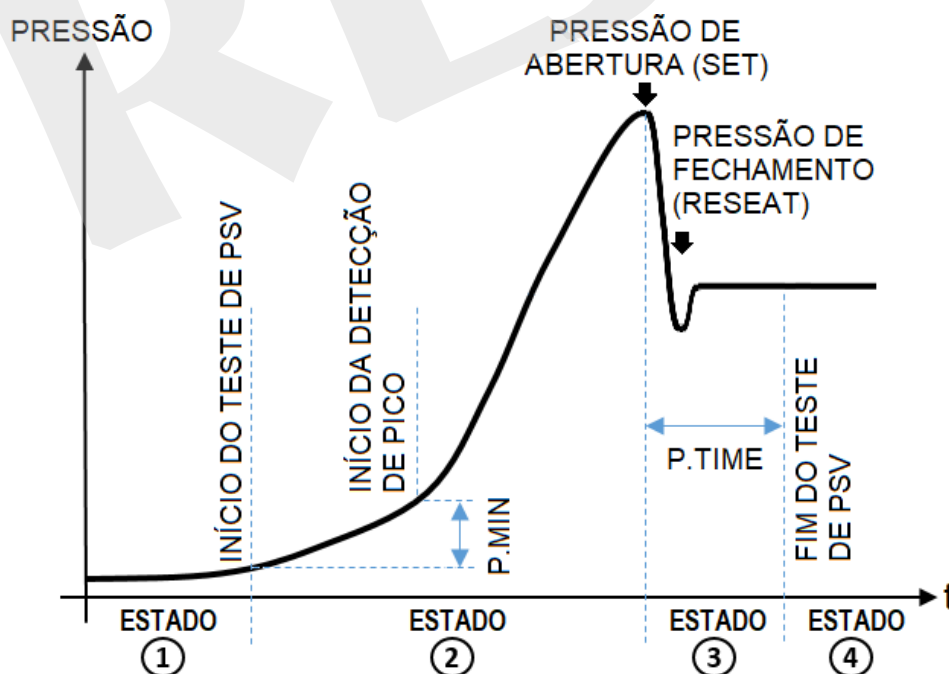 PRESSÃO
PRESSÃO DE
ABERTURA (SET)
PRESSÃO DE
FECHAMENTO
(RESEAT)
INÍCIO DO TESTE DE PSV
INÍCIO DA DETECÇÃO
DE PICO
P.MIN
P.TIME
FIM DO TESTE
DE PSV
t
ESTADO
1
ESTADO
2
ESTADO
3
ESTADO
4